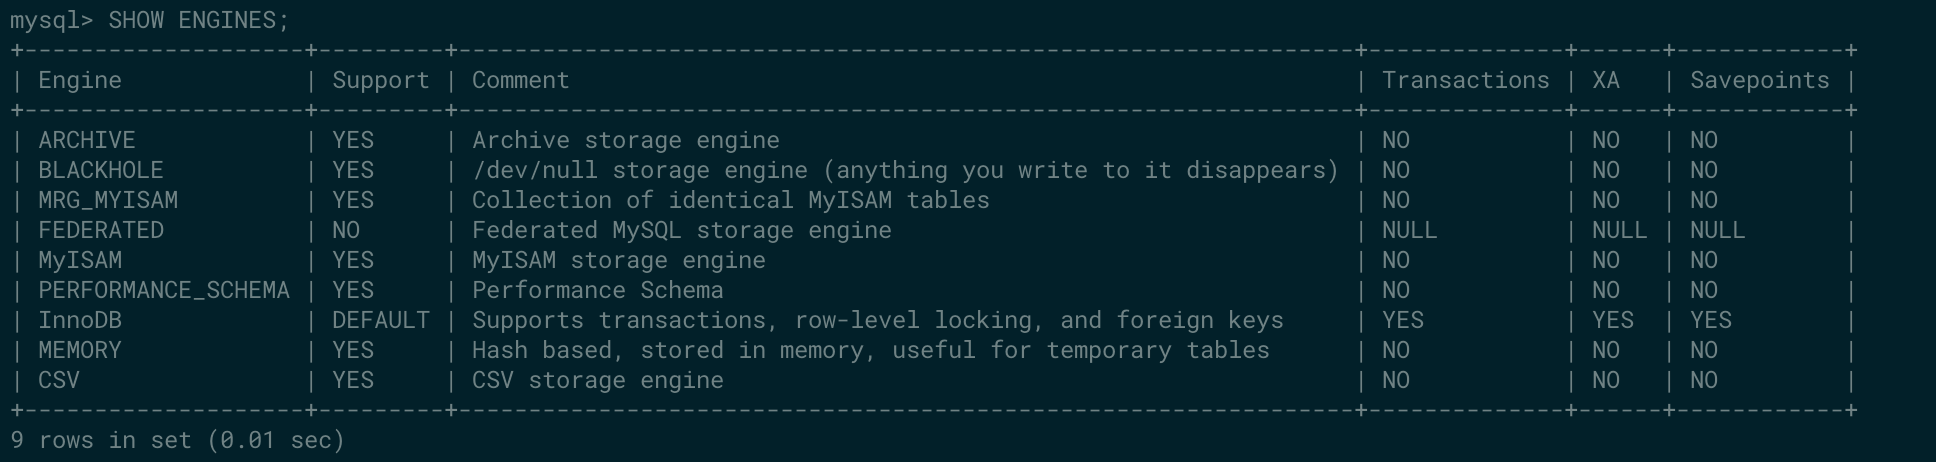 mysql> SHOW ENGINES;
+--------------------+---------+----------------------------------------------------------------+--------------+------+------------+
| Engine             | Support | Comment                                                        | Transactions | XA   | Savepoints |
+--------------------+---------+----------------------------------------------------------------+--------------+------+------------+
| ARCHIVE            | YES     | Archive storage engine                                         | NO           | NO   | NO         |
| BLACKHOLE          | YES     | /dev/null storage engine (anything you write to it disappears) | NO           | NO   | NO         |
| MRG_MYISAM         | YES     | Collection of identical MyISAM tables                          | NO           | NO   | NO         |
| FEDERATED          | NO      | Federated MySQL storage engine                                 | NULL         | NULL | NULL       |
| MyISAM             | YES     | MyISAM storage engine                                          | NO           | NO   | NO         |
| PERFORMANCE_SCHEMA | YES     | Performance Schema                                             | NO           | NO   | NO         |
| InnoDB             | DEFAULT | Supports transactions, row-level locking, and foreign keys     | YES          | YES  | YES        |
| MEMORY             | YES     | Hash based, stored in memory, useful for temporary tables      | NO           | NO   | NO         |
| CSV                | YES     | CSV storage engine                                             | NO           | NO   | NO         |
+--------------------+---------+----------------------------------------------------------------+--------------+------+------------+
9 rows in set (0.01 sec)